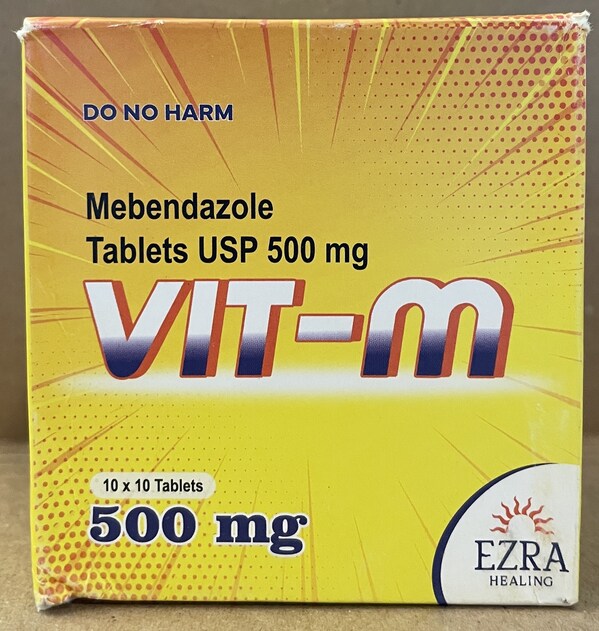 DO NO HARM
Mebendazole
Tablets USP 500 mg
VIT-M
10 x 10 Tablets
500 mg
EZRA
HEALING